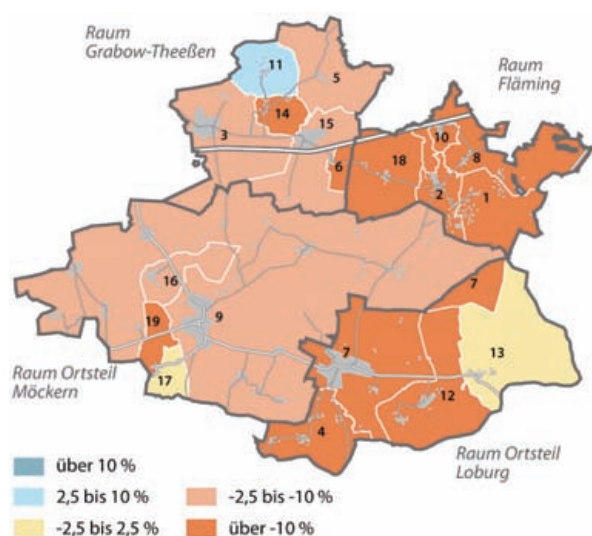 Raum
Grabow-Theeßen
Raum
Fläming
11
5
14
15
3
6
18
10
8
2
1
16
9
19
17
7
7
13
12
4
Raum Ortsteil
Möckern
Raum Ortsteil
Loburg
über 10 %
2,5 bis 10 %
-2,5 bis -10 %
-2,5 bis 2,5 %
über -10 %